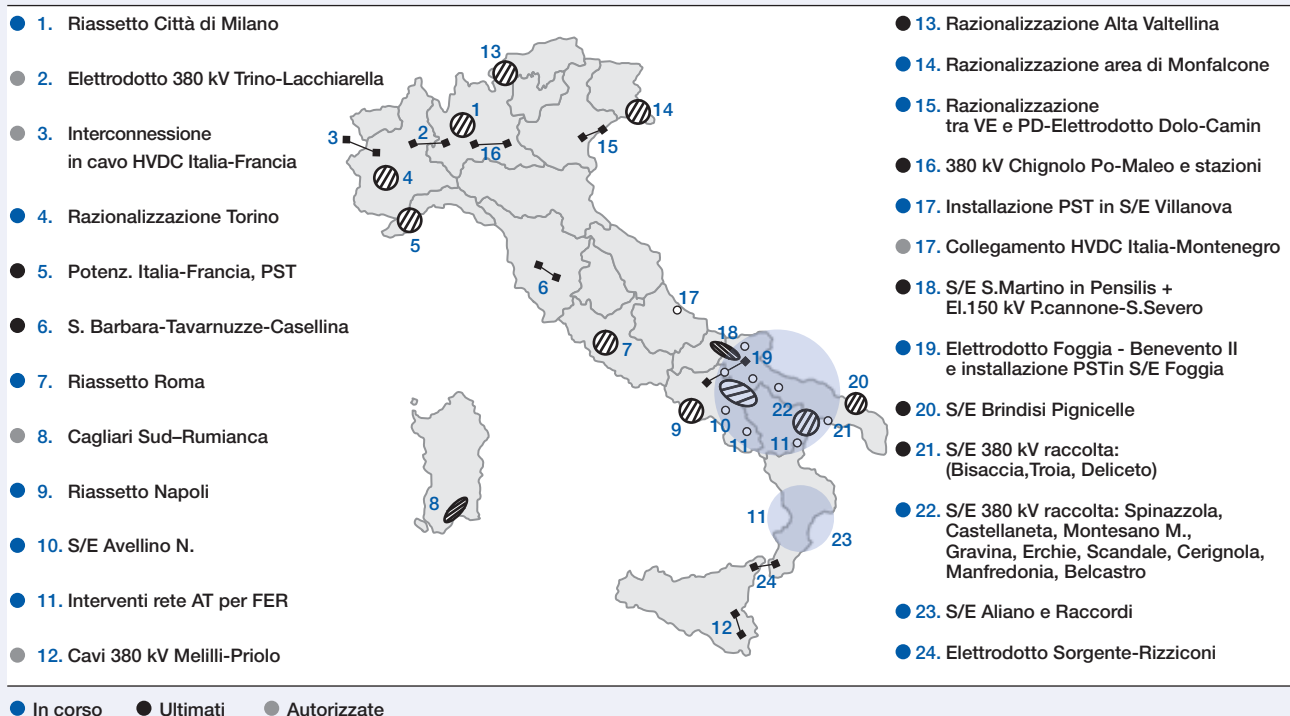 1. Riassetto Città di Milano
2. Elettrodotto 380 kV Trino-Lacchiarella
3. Interconnessione
in cavo HVDC Italia-Francia
4. Razionalizzazione Torino
5. Potenz. Italia-Francia, PST
6. S. Barbara-Tavarnuzze-Casellina
7. Riassetto Roma
8. Cagliari Sud–Rumianca
9. Riassetto Napoli
10. S/E Avellino N.
11. Interventi rete AT per FER
12. Cavi 380 kV Melilli-Priolo
13
1
2
3
16
14
15
4
5
6
17
7
18
19
20
22
10
9
21
11
11
8
11
23
24
12
13. Razionalizzazione Alta Valtellina
14. Razionalizzazione area di Monfalcone
15. Razionalizzazione
tra VE e PD-Elettrodotto Dolo-Camin
16. 380 kV Chignolo Po-Maleo e stazioni
17. Installazione PST in S/E Villanova
17. Collegamento HVDC Italia-Montenegro
18. S/E S.Martino in Pensilis +
El.150 kV P.cannone-S.Severo
19. Elettrodotto Foggia - Benevento II
e installazione PSTin S/E Foggia
20. S/E Brindisi Pignicelle
21. S/E 380 kV raccolta:
(Bisaccia,Troia, Deliceto)
22. S/E 380 kV raccolta: Spinazzola,
Castellaneta, Montesano M.,
Gravina, Erchie, Scandale, Cerignola,
Manfredonia, Belcastro
23. S/E Aliano e Raccordi
24. Elettrodotto Sorgente-Rizziconi
In corso
Ultimati
Autorizzate